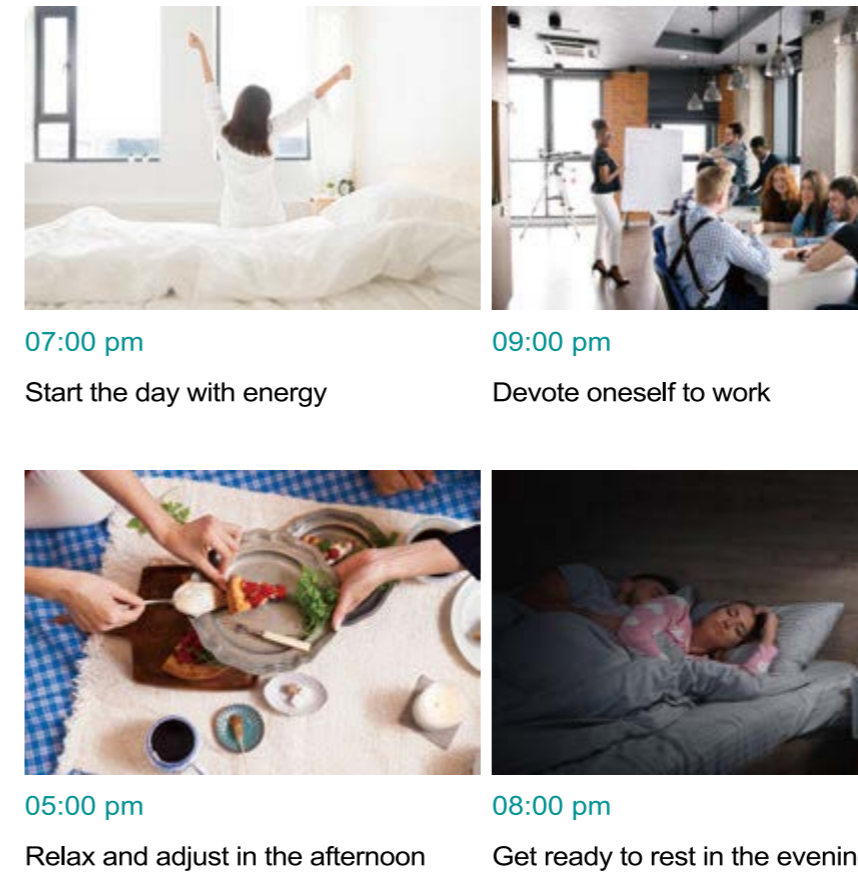 07:00 pm
Start the day with energy
09:00 pm
Devote oneself to work
05:00 pm
Relax and adjust in the afternoon
08:00 pm
Get ready to rest in the evenin